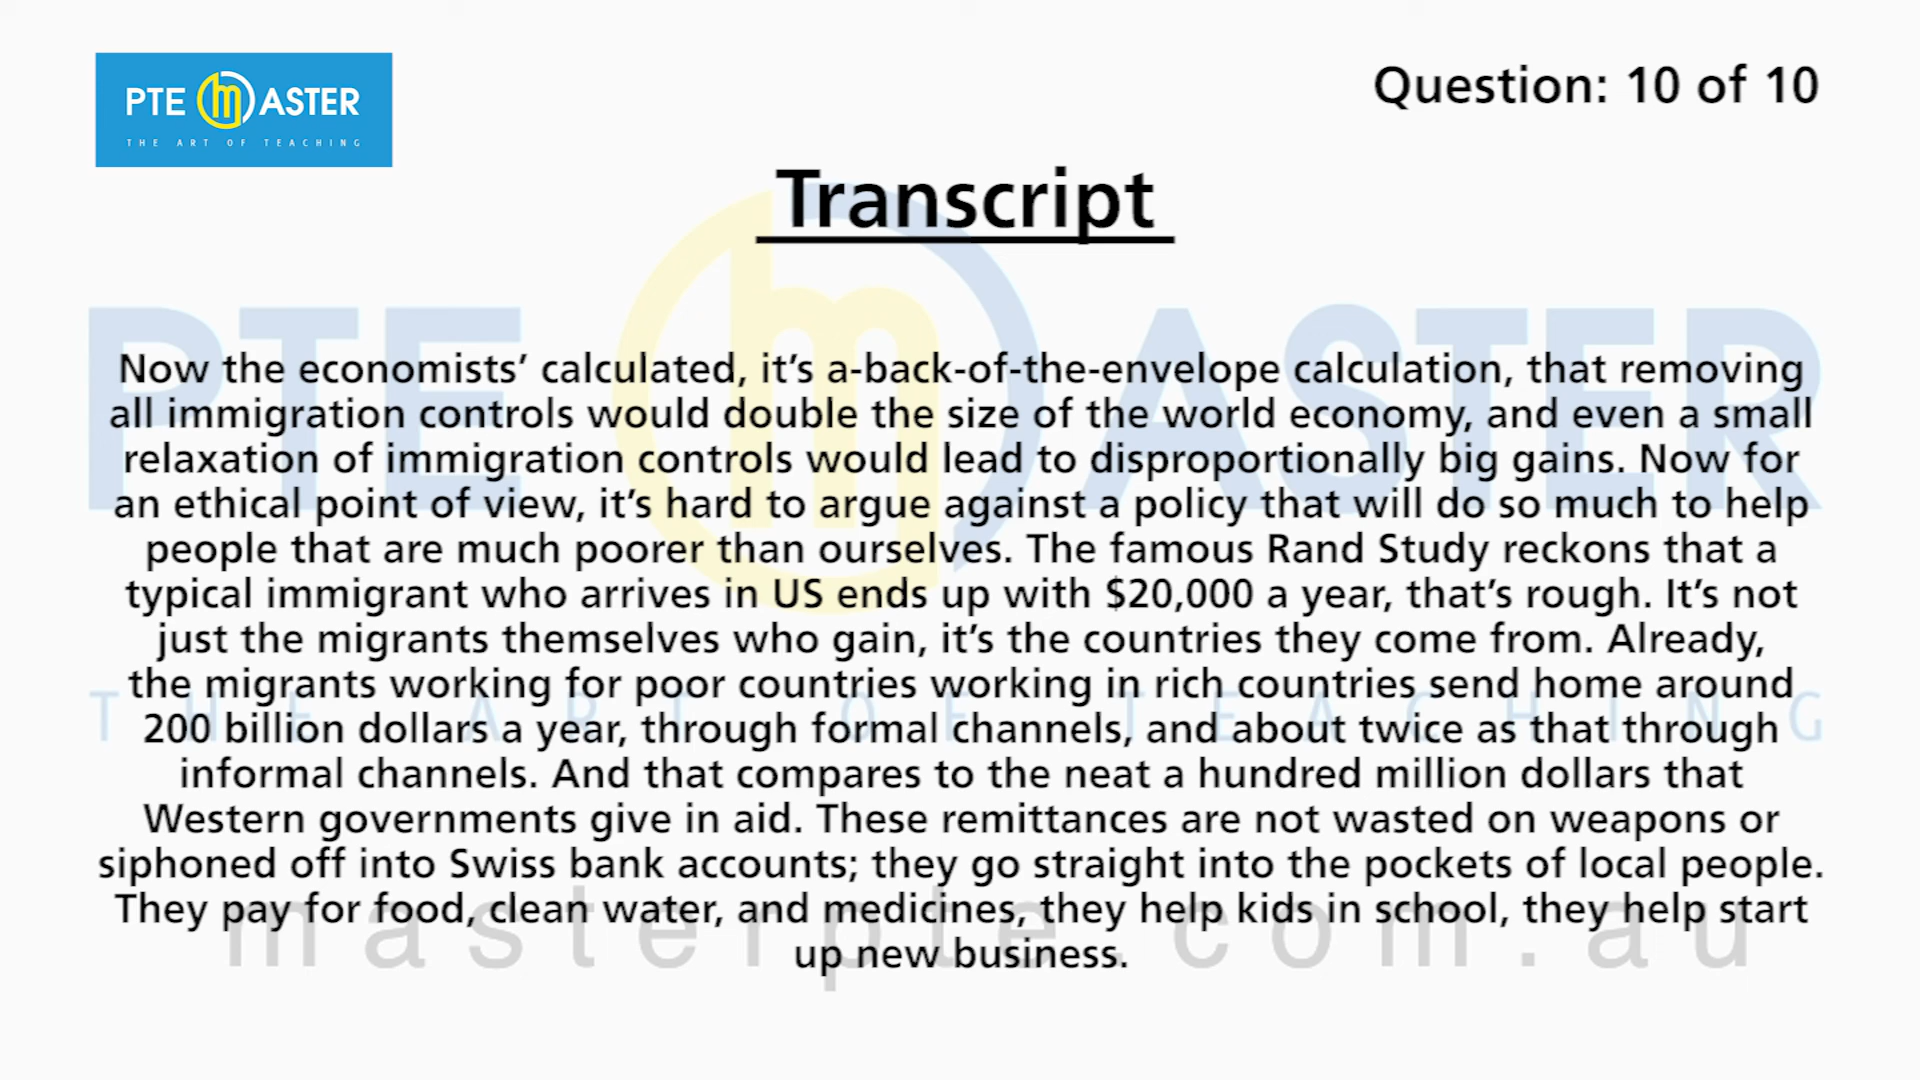 PTE MASTER
THE ART OF TEACHING
Question: 10 of 10
Transcript
Now the economists’ calculated, it’s a-back-of-the-envelope calculation, that removing
all immigration controls would double the size of the world economy, and even a small
relaxation of immigration controls would lead to disproportionally big gains. Now for
an ethical point of view, it’s hard to argue against a policy that will do so much to help
people that are much poorer than ourselves. The famous Rand Study reckons that a
typical immigrant who arrives in US ends up with $20,000 a year, that’s rough. It’s not
just the migrants themselves who gain, it’s the countries they come from. Already,
the migrants working for poor countries working in rich countries send home around
200 billion dollars a year, through formal channels, and about twice as that through
informal channels. And that compares to the neat a hundred million dollars that
Western governments give in aid. These remittances are not wasted on weapons or
siphoned off into Swiss bank accounts; they go straight into the pockets of local people.
They pay for food, clean water, and medicines, they help kids in school, they help start
up new business.
PTE MASTER
THE ART OF TEACHING
masterpte.com.au